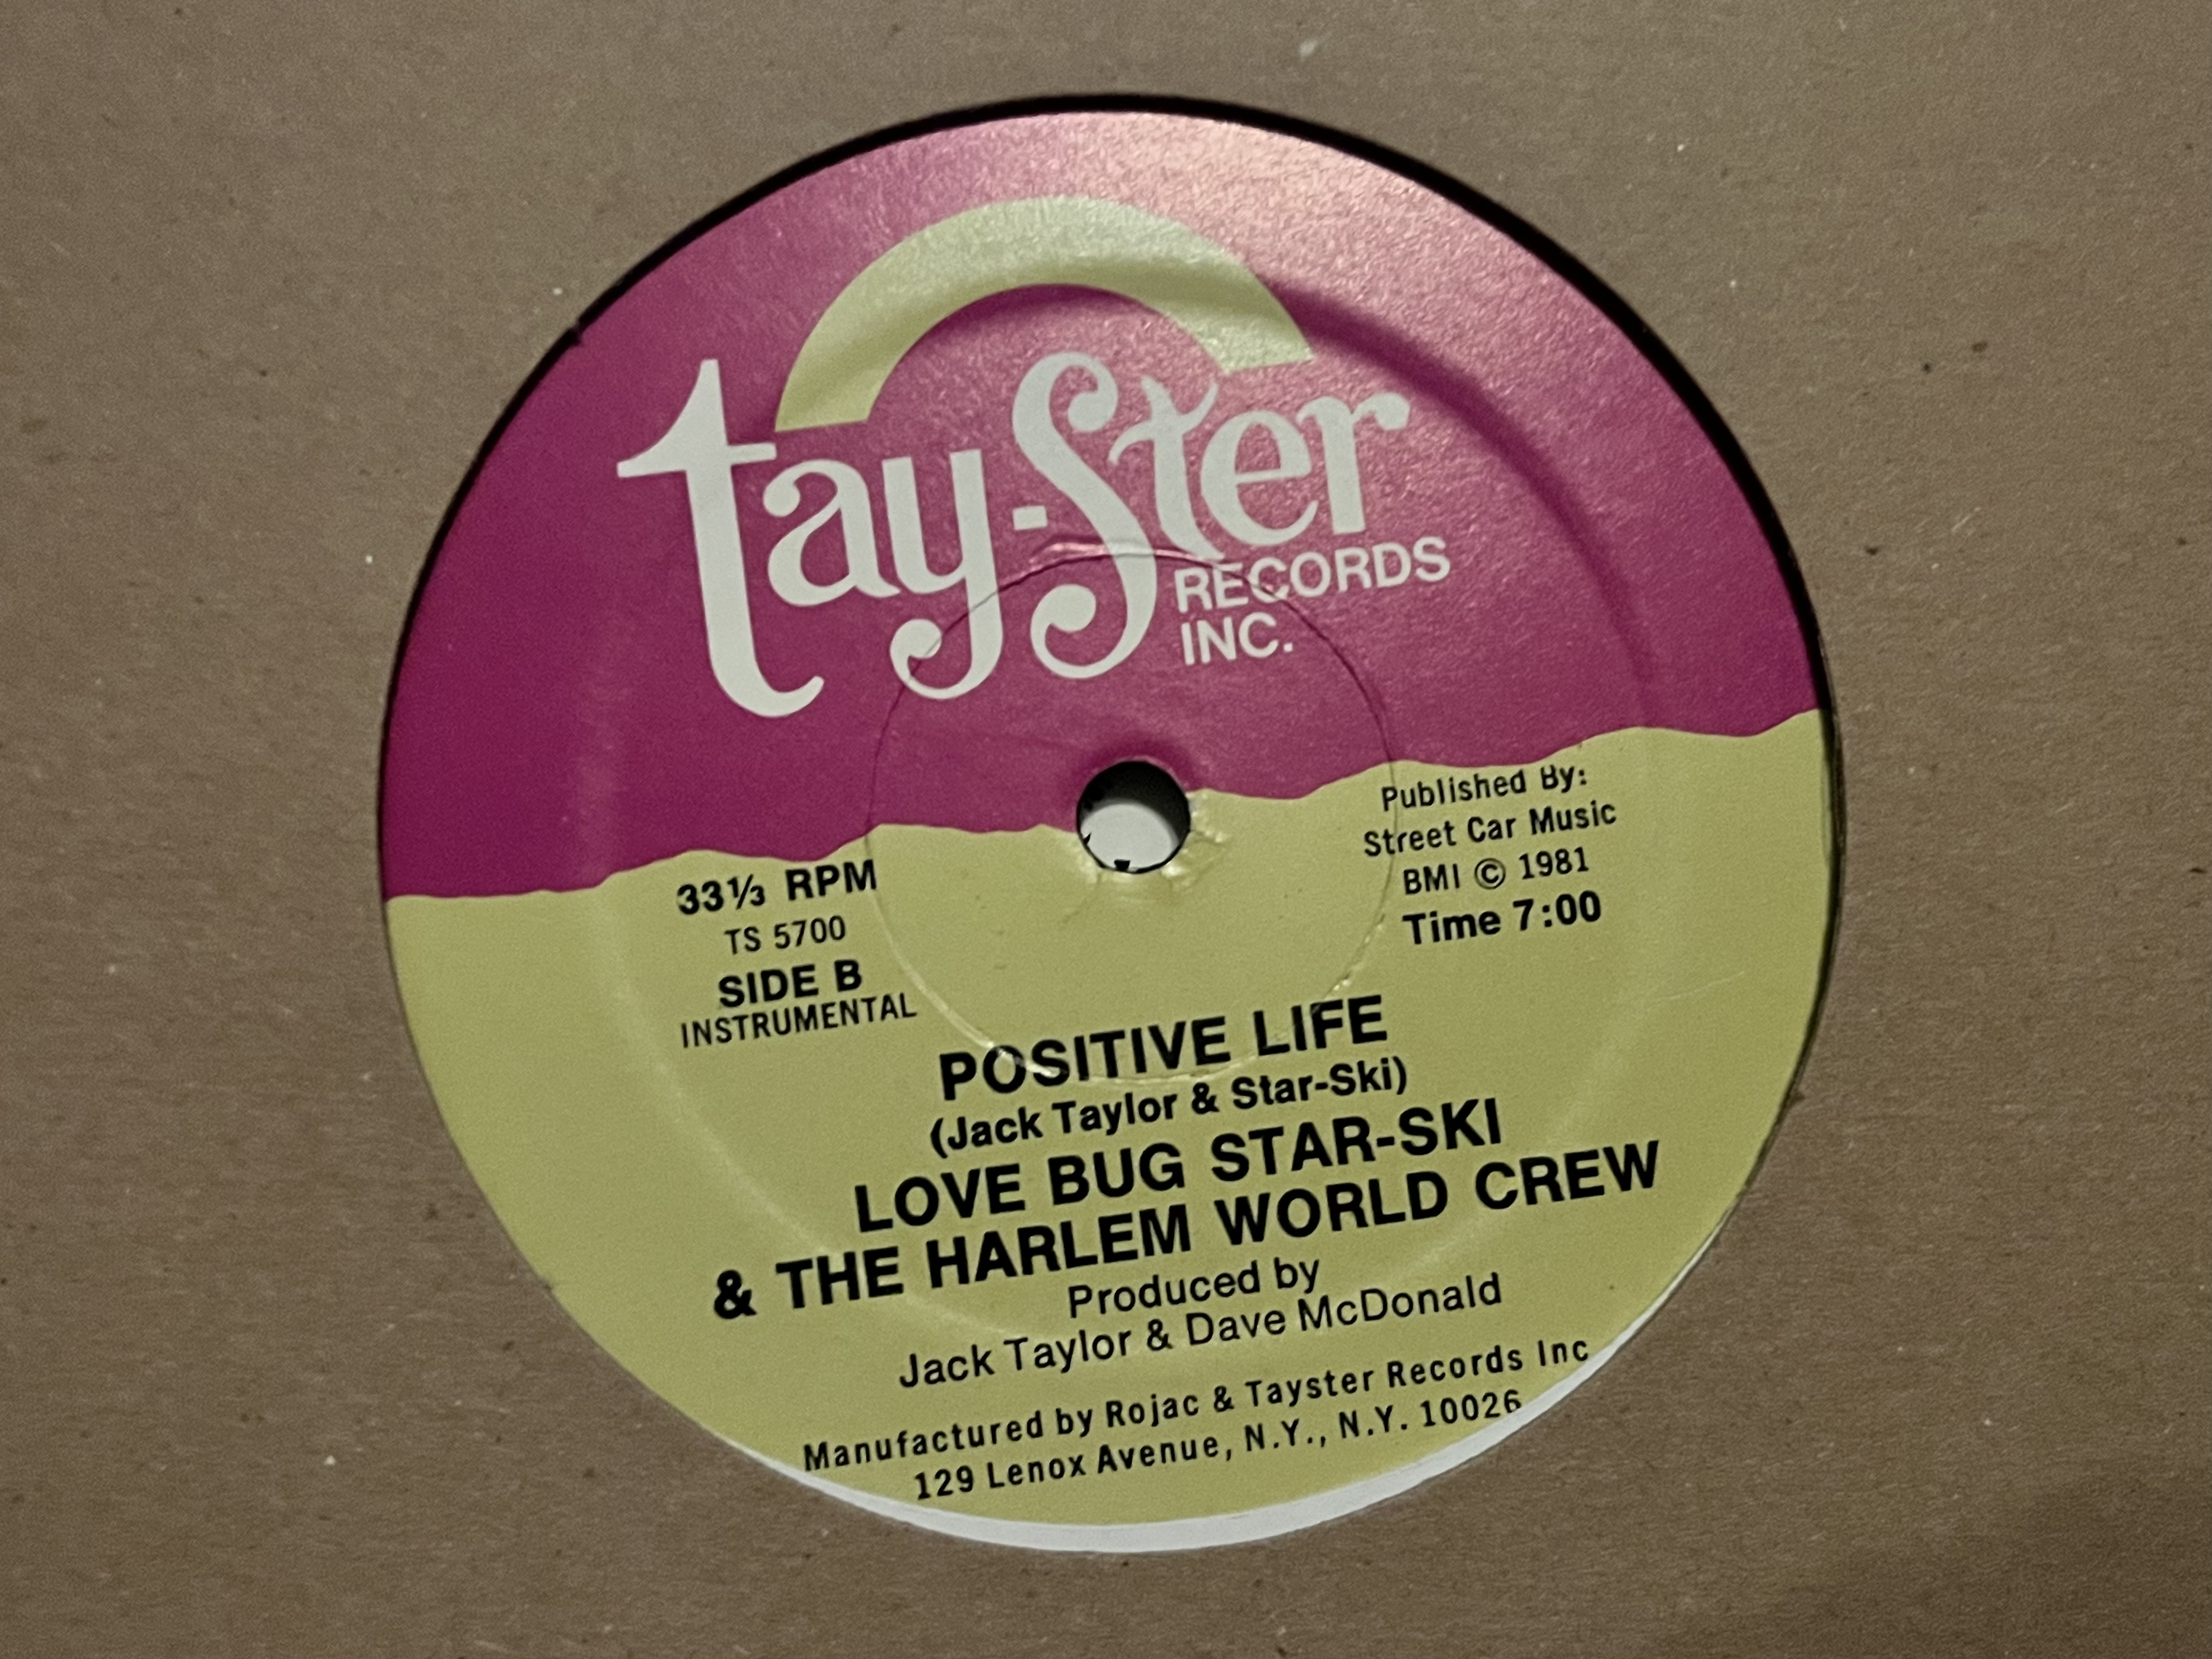 tay-Ster
RECORDS
INC.
33⅓ RPM
TS 5700
SIDE B
INSTRUMENTAL
Published By:
Street Car Music
BMI © 1981
Time 7:00
POSITIVE LIFE
(Jack Taylor & Star-Ski)
LOVE BUG STAR-SKI
& THE HARLEM WORLD CREW
Produced by
Jack Taylor & Dave McDonald
Manufactured by Rojac & Tayster Records Inc
129 Lenox Avenue, N.Y., N.Y. 10026